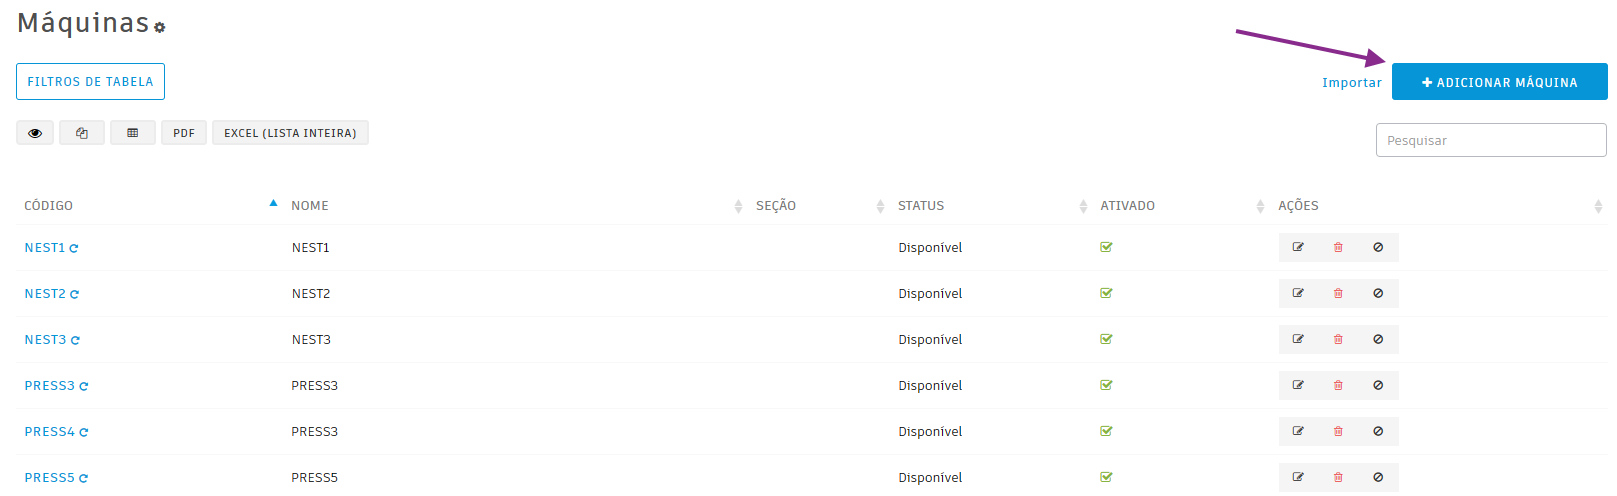 Máquinas
FILTROS DE TABELA
Importar
ADICIONAR MÁQUINA
PDF
EXCEL (LISTA INTEIRA)
Pesquisar
CÓDIGO NOME SEÇÃO STATUS ATIVADO AÇÕES
NEST1 NEST1 Disponível
NEST2 NEST2 Disponível
NEST3 NEST3 Disponível
PRESS3 PRESS3 Disponível
PRESS4 PRESS3 Disponível
PRESS5 PRESS5 Disponível